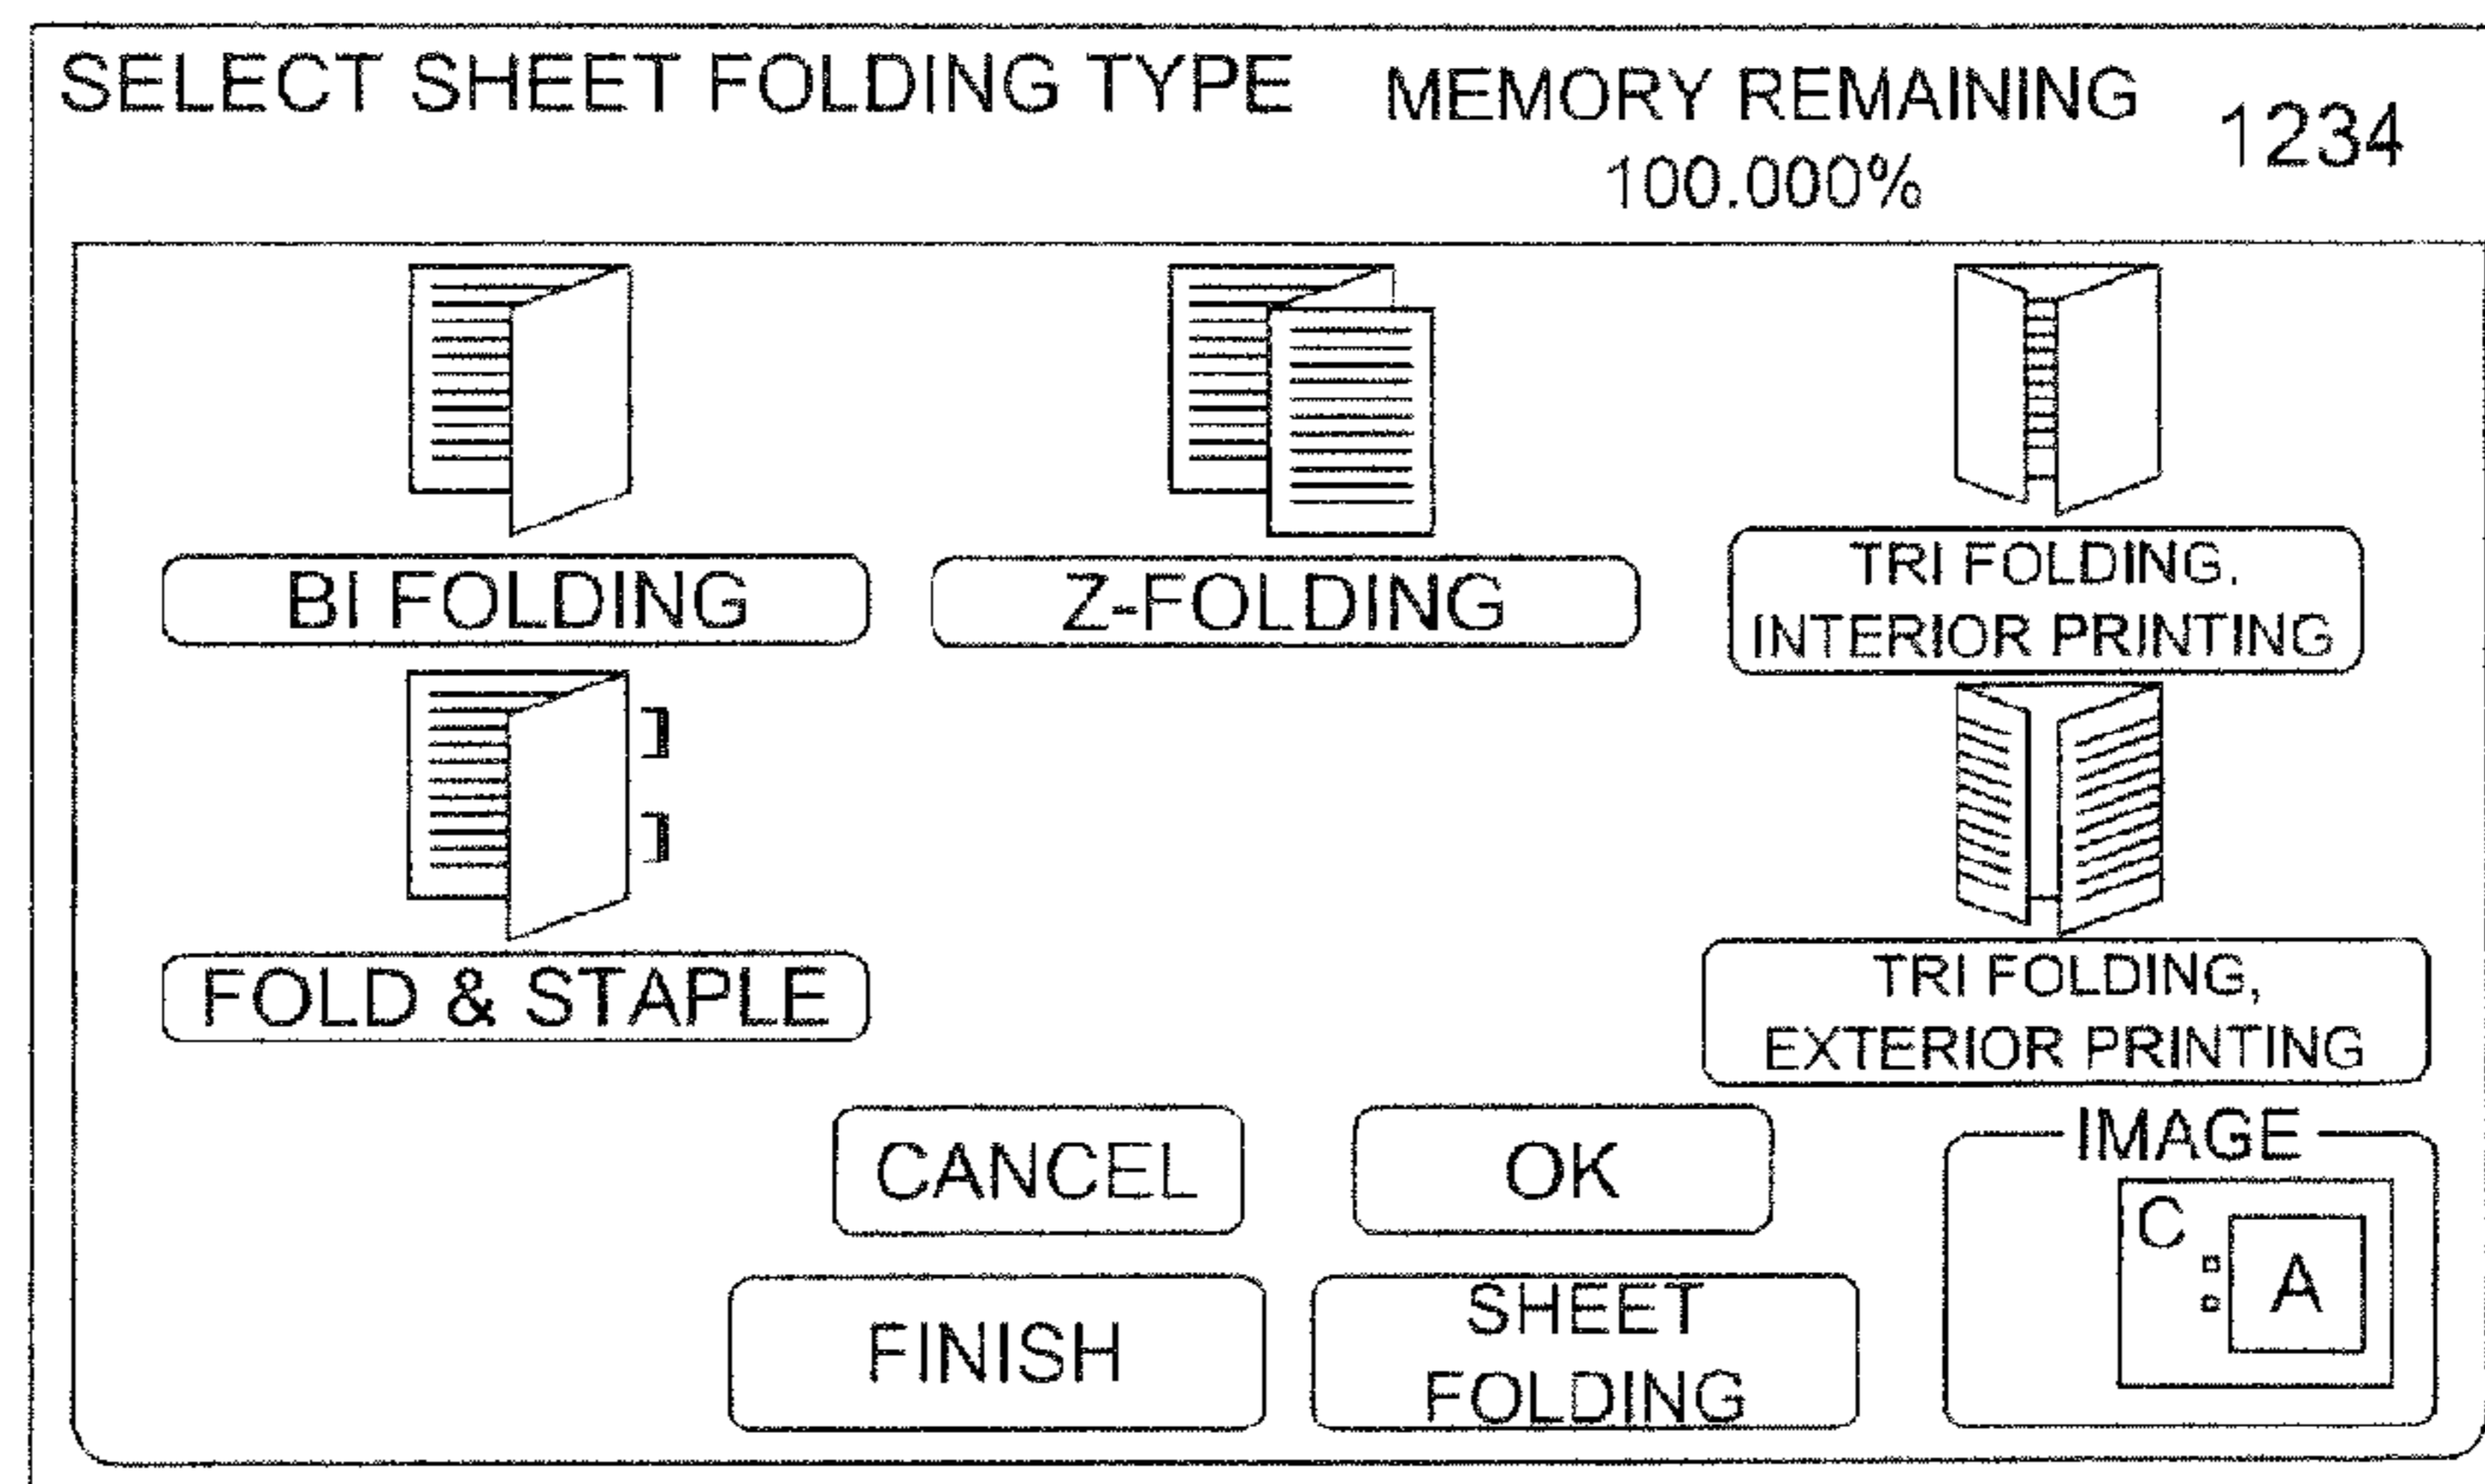 SELECT SHEET FOLDING TYPE
MEMORY REMAINING
100.000%
1234
BI FOLDING
Z-FOLDING
TRI FOLDING.
INTERIOR PRINTING
FOLD & STAPLE
TRI FOLDING,
EXTERIOR PRINTING
CANCEL
OK
IMAGE
C
A
FINISH
SHEET
FOLDING